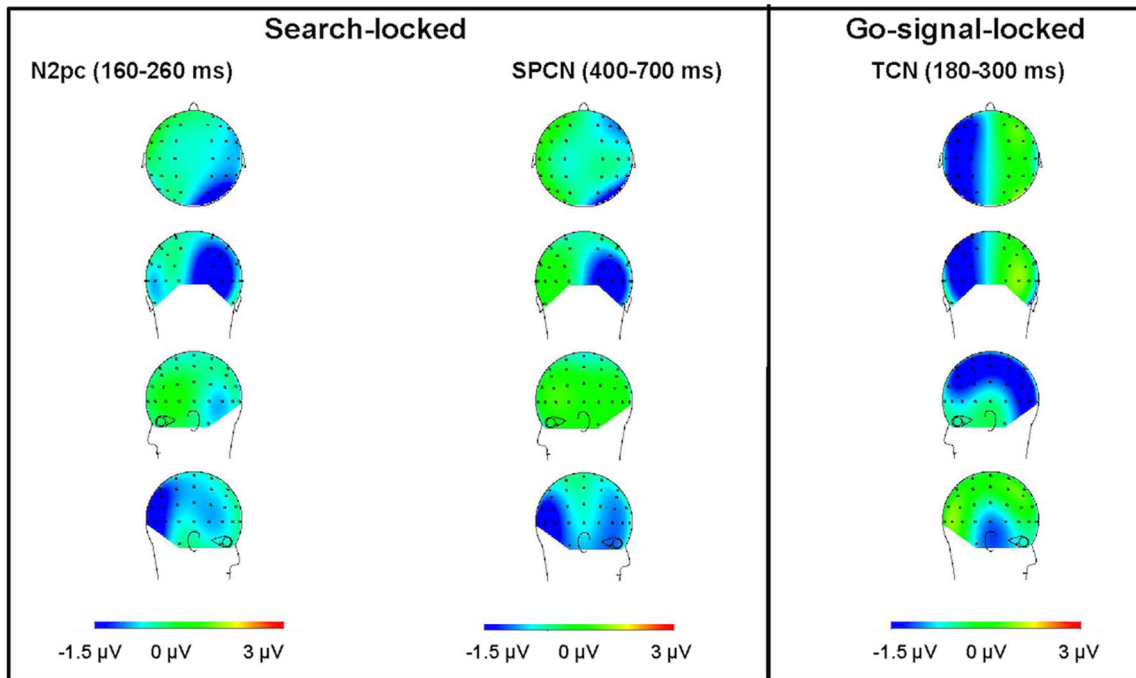 Search-locked
Go-signal-locked
N2pc (160-260 ms)
SPCN (400-700 ms)
TCN (180-300 ms)
-1.5 µV 0 µV 3 µV
-1.5 µV 0 µV 3 µV
-1.5 µV 0 µV 3 µV